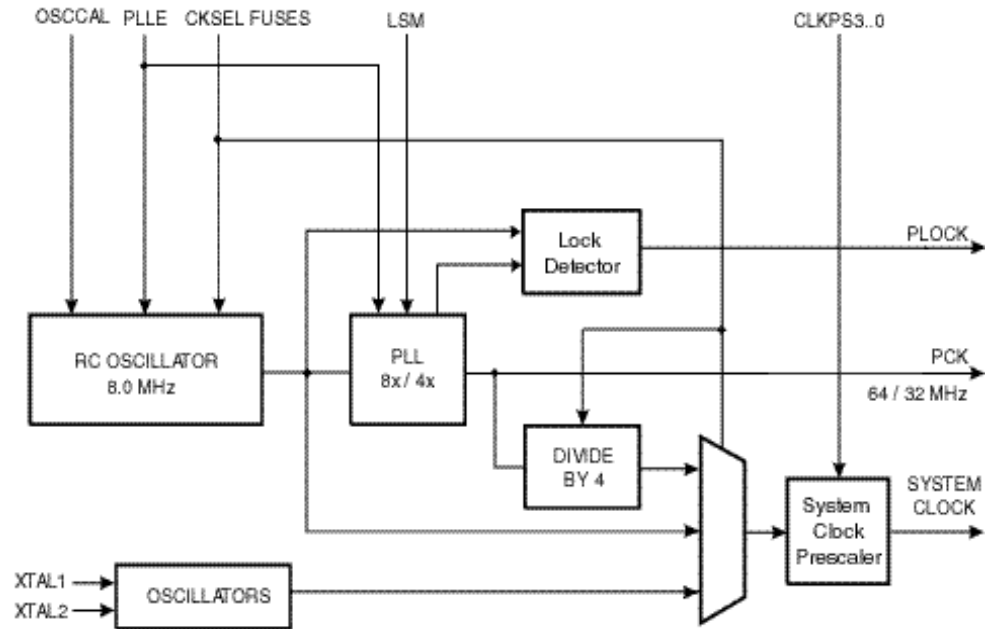 OSCCAL
PLLE
CKSEL FUSES
LSM
CLKPS3..0
Lock
Detector
PLOCK
RC OSCILLATOR
8.0 MHz
PLL
8x / 4x
PCK
64 / 32 MHz
DIVIDE
BY 4
System
Clock
Prescaler
SYSTEM
CLOCK
XTAL1
XTAL2
OSCILLATORS